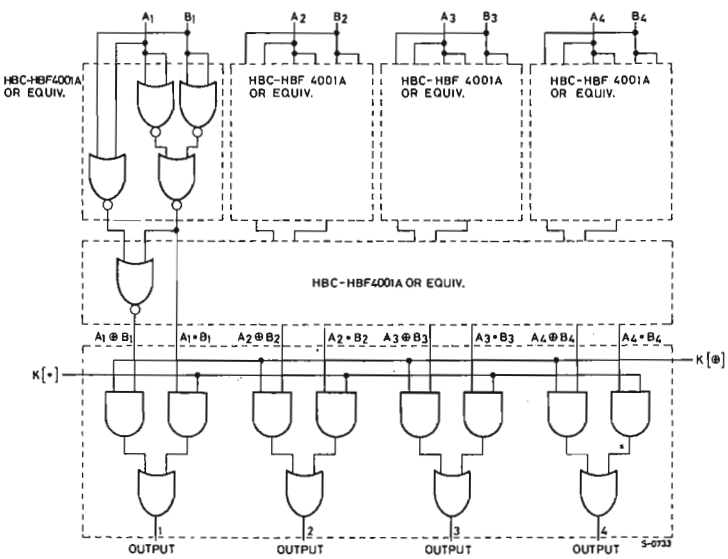 A1 B1 A2 B2 A3 B3 A4 B4
HBC-HBF4001A
OR EQUIV.
HBC-HBF 4001A
OR EQUIV.
HBC-HBF 4001A
OR EQUIV.
HBC-HBF 4001A
OR EQUIV.
HBC-HBF4001A OR EQUIV.
A1⊕B1 A1•B1 A2⊕B2 A2•B2 A3⊕B3 A3•B3 A4⊕B4 A4•B4
K[⊕]
K[•]
1 2 3 4
S-0733
OUTPUT OUTPUT OUTPUT OUTPUT